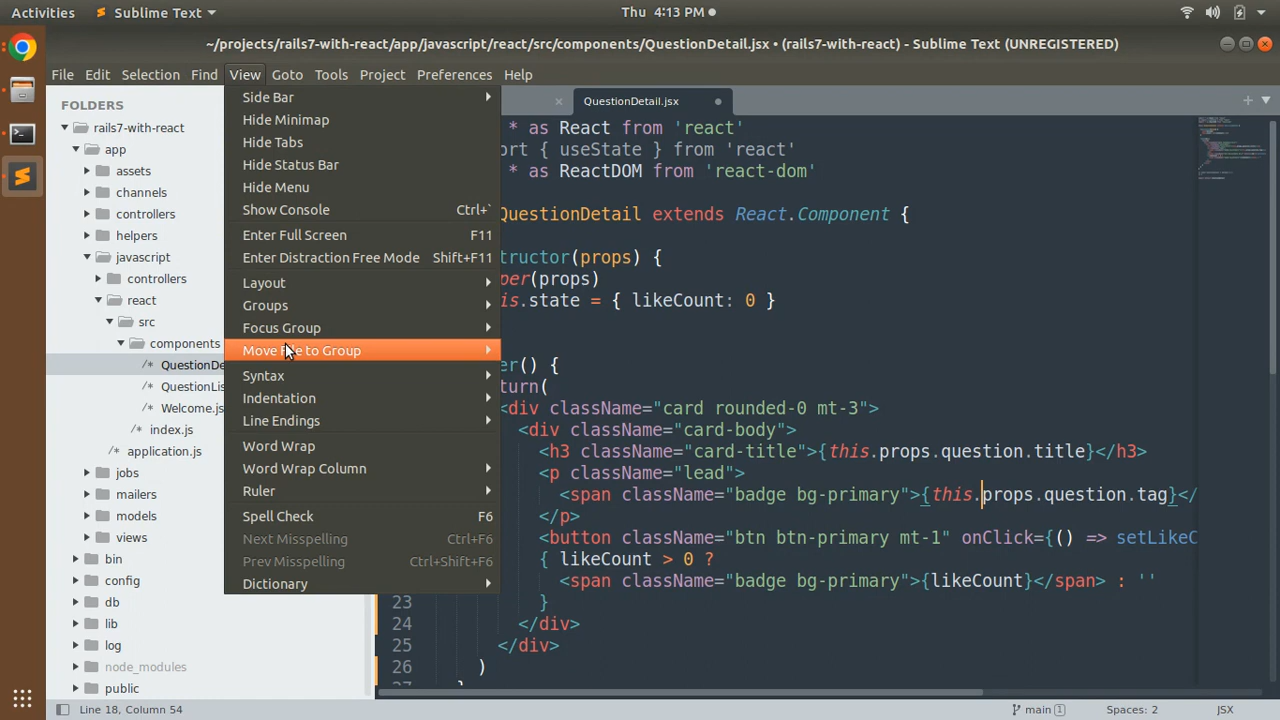 Activities
Sublime Text
Thu 4:13 PM
~/projects/rails7-with-react/app/javascript/react/src/components/QuestionDetail.jsx • (rails7-with-react) - Sublime Text (UNREGISTERED)
File Edit Selection Find View Goto Tools Project Preferences Help
FOLDERS
rails7-with-react
app
assets
channels
controllers
helpers
javascript
controllers
react
src
components
/* QuestionDe
/* QuestionLis
/* Welcome.js
/* index.js
/* application.js
jobs
mailers
models
views
bin
config
db
lib
log
node_modules
public
Side Bar
Hide Minimap
Hide Tabs
Hide Status Bar
Hide Menu
Show Console Ctrl+`
Enter Full Screen F11
Enter Distraction Free Mode Shift+F11
Layout
Groups
Focus Group
Move File to Group
Syntax
Indentation
Line Endings
Word Wrap
Word Wrap Column
Ruler
Spell Check F6
Next Misspelling Ctrl+F6
Prev Misspelling Ctrl+Shift+F6
Dictionary
QuestionDetail.jsx
* as React from 'react'
ort { useState } from 'react'
* as ReactDOM from 'react-dom'
QuestionDetail extends React.Component {
tructor(props) {
per(props)
is.state = { likeCount: 0 }
er() {
turn(
<div className="card rounded-0 mt-3">
<div className="card-body">
<h3 className="card-title">{this.props.question.title}</h3>
<p className="lead">
<span className="badge bg-primary">{this.props.question.tag}</
</p>
<button className="btn btn-primary mt-1" onClick={() => setLikeC
{ likeCount > 0 ?
<span className="badge bg-primary">{likeCount}</span> : ''
23 }
24 </div>
25 </div>
26 )
27 }
Line 18, Column 54
main 1
Spaces: 2
JSX